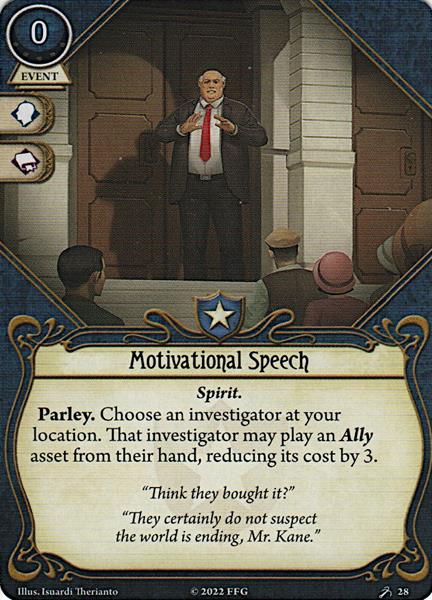 0
EVENT
Motivational Speech
Spirit.
Parley. Choose an investigator at your
location. That investigator may play an Ally
asset from their hand, reducing its cost by 3.
“Think they bought it?”
“They certainly do not suspect
the world is ending, Mr. Kane.”
Illus. Isuardi Therianto © 2022 FFG 28